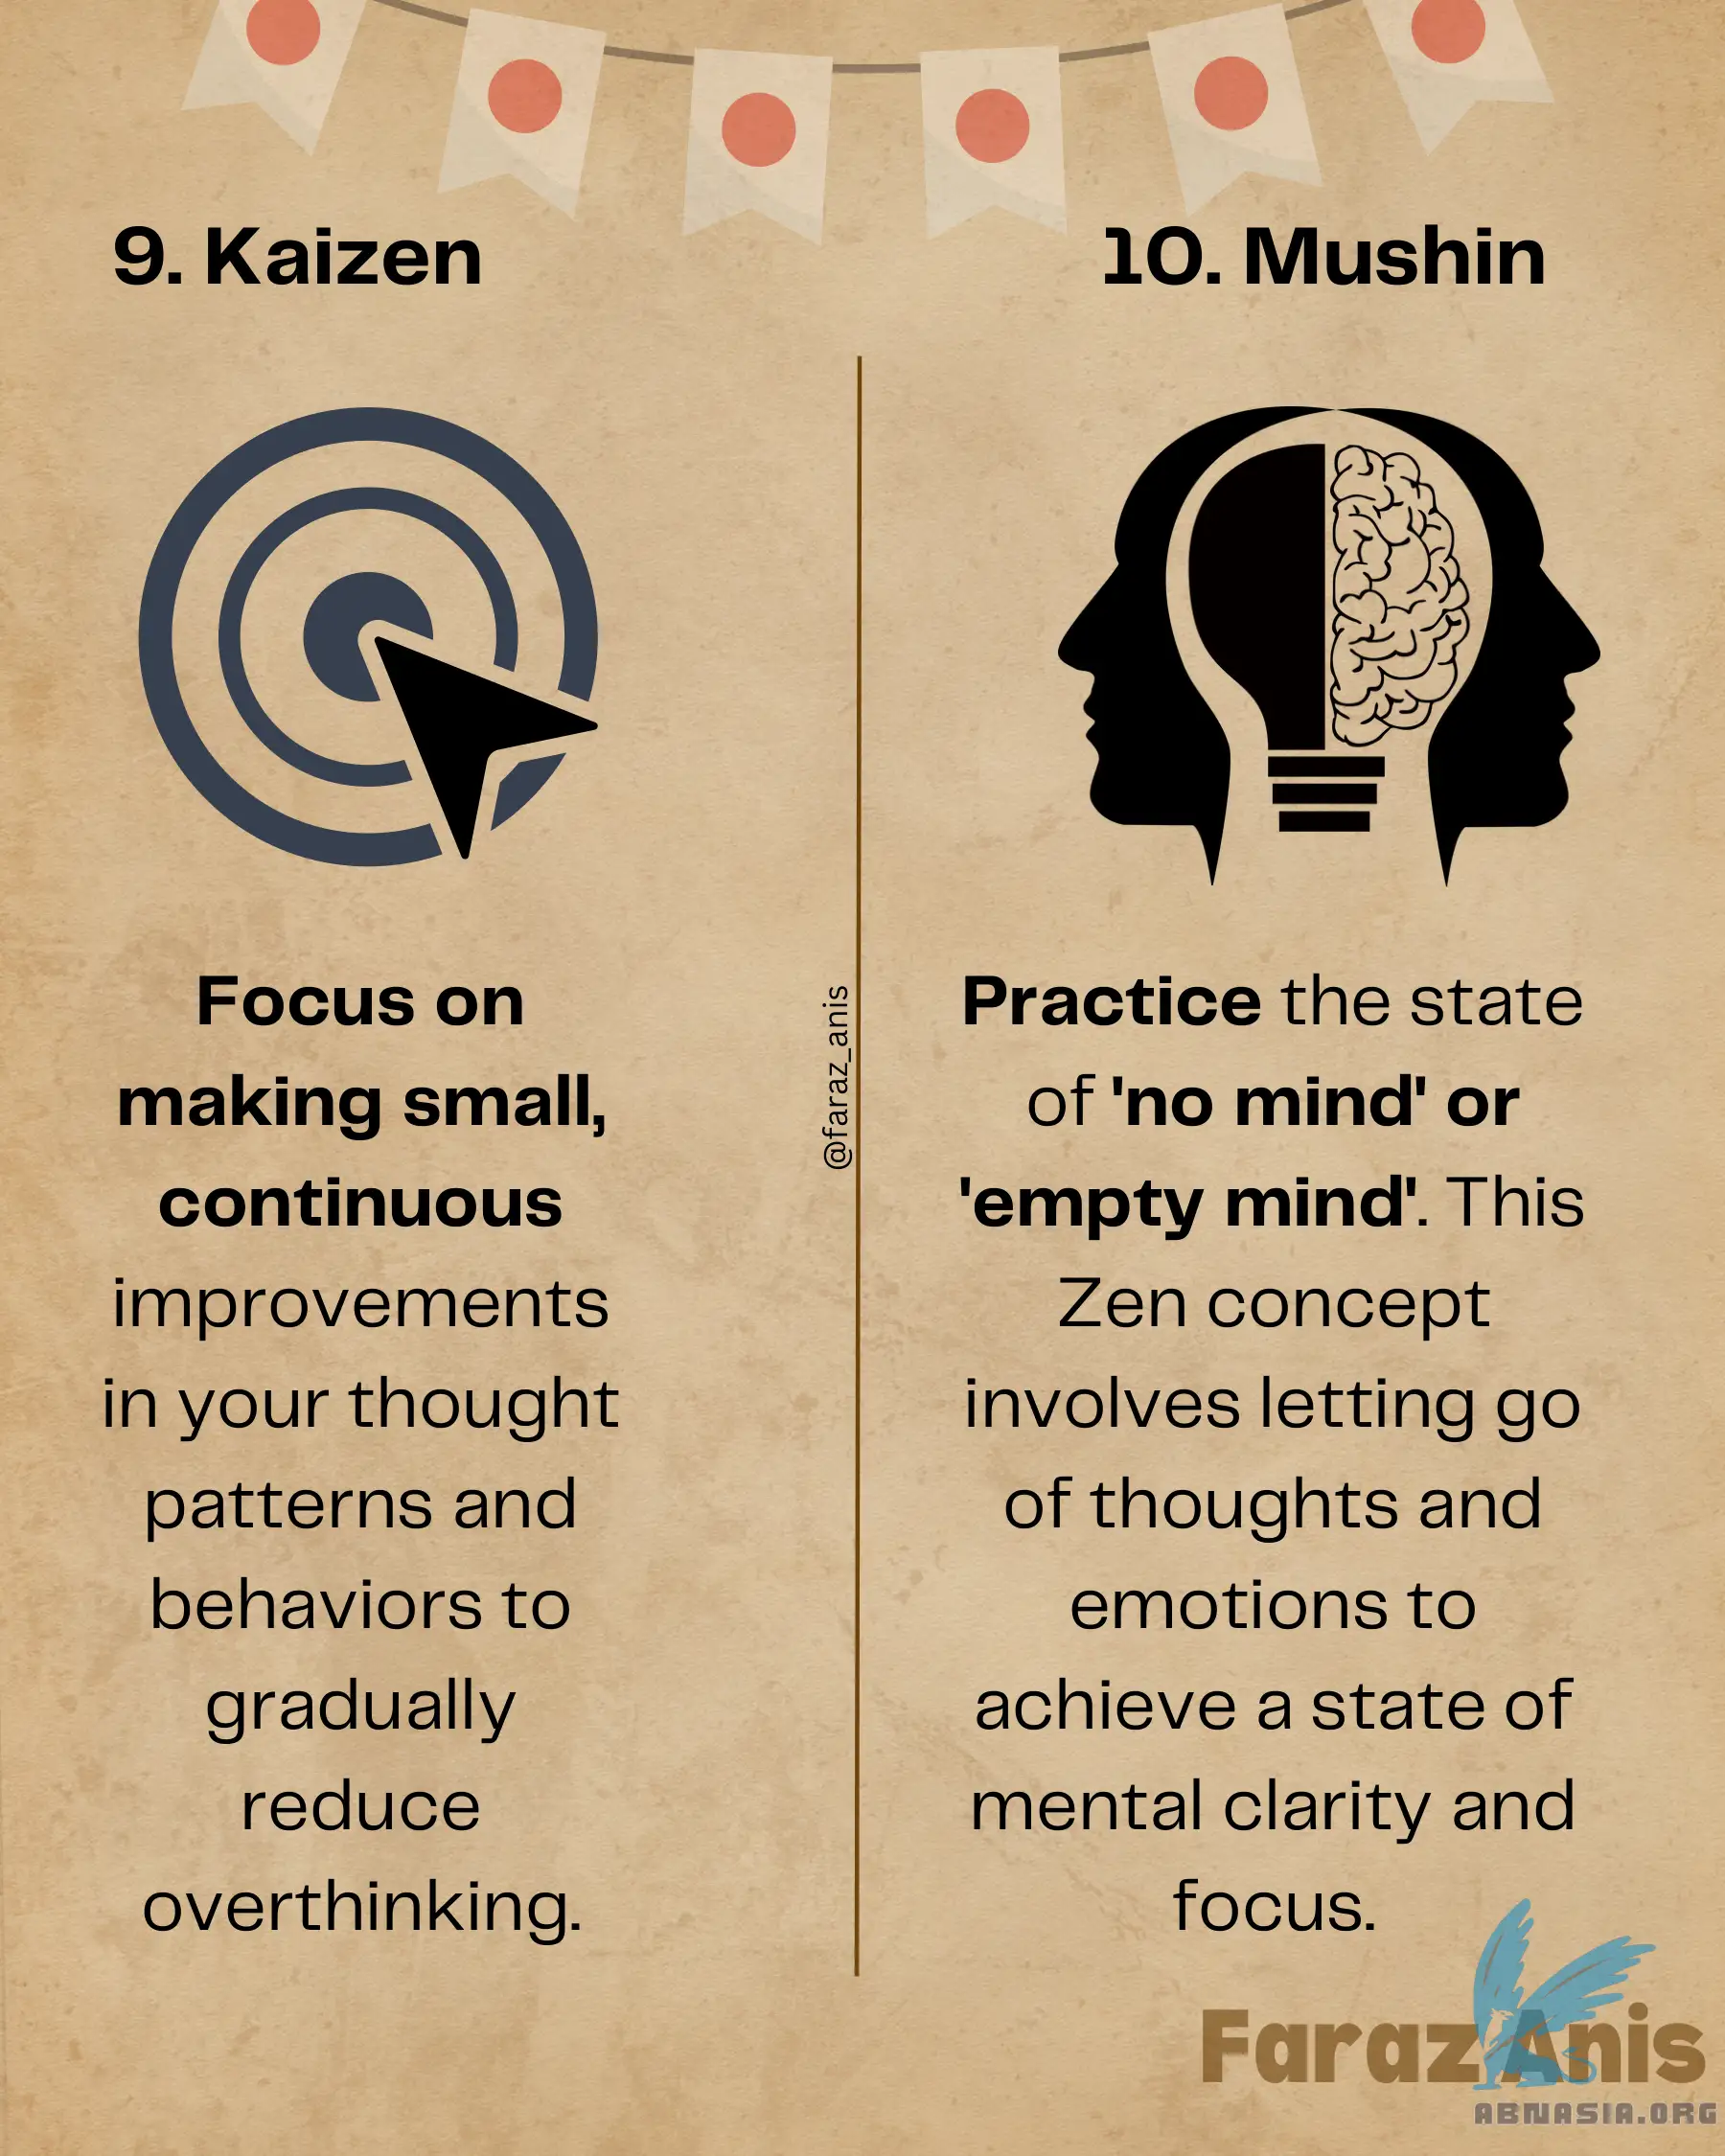 9. Kaizen
Focus on
making small,
continuous
improvements
in your thought
patterns and
behaviors to
gradually
reduce
overthinking.
@faraz_anis
10. Mushin
Practice the state
of 'no mind' or
'empty mind'. This
Zen concept
involves letting go
of thoughts and
emotions to
achieve a state of
mental clarity and
focus.
Faraz Anis
ABNASIA.ORG